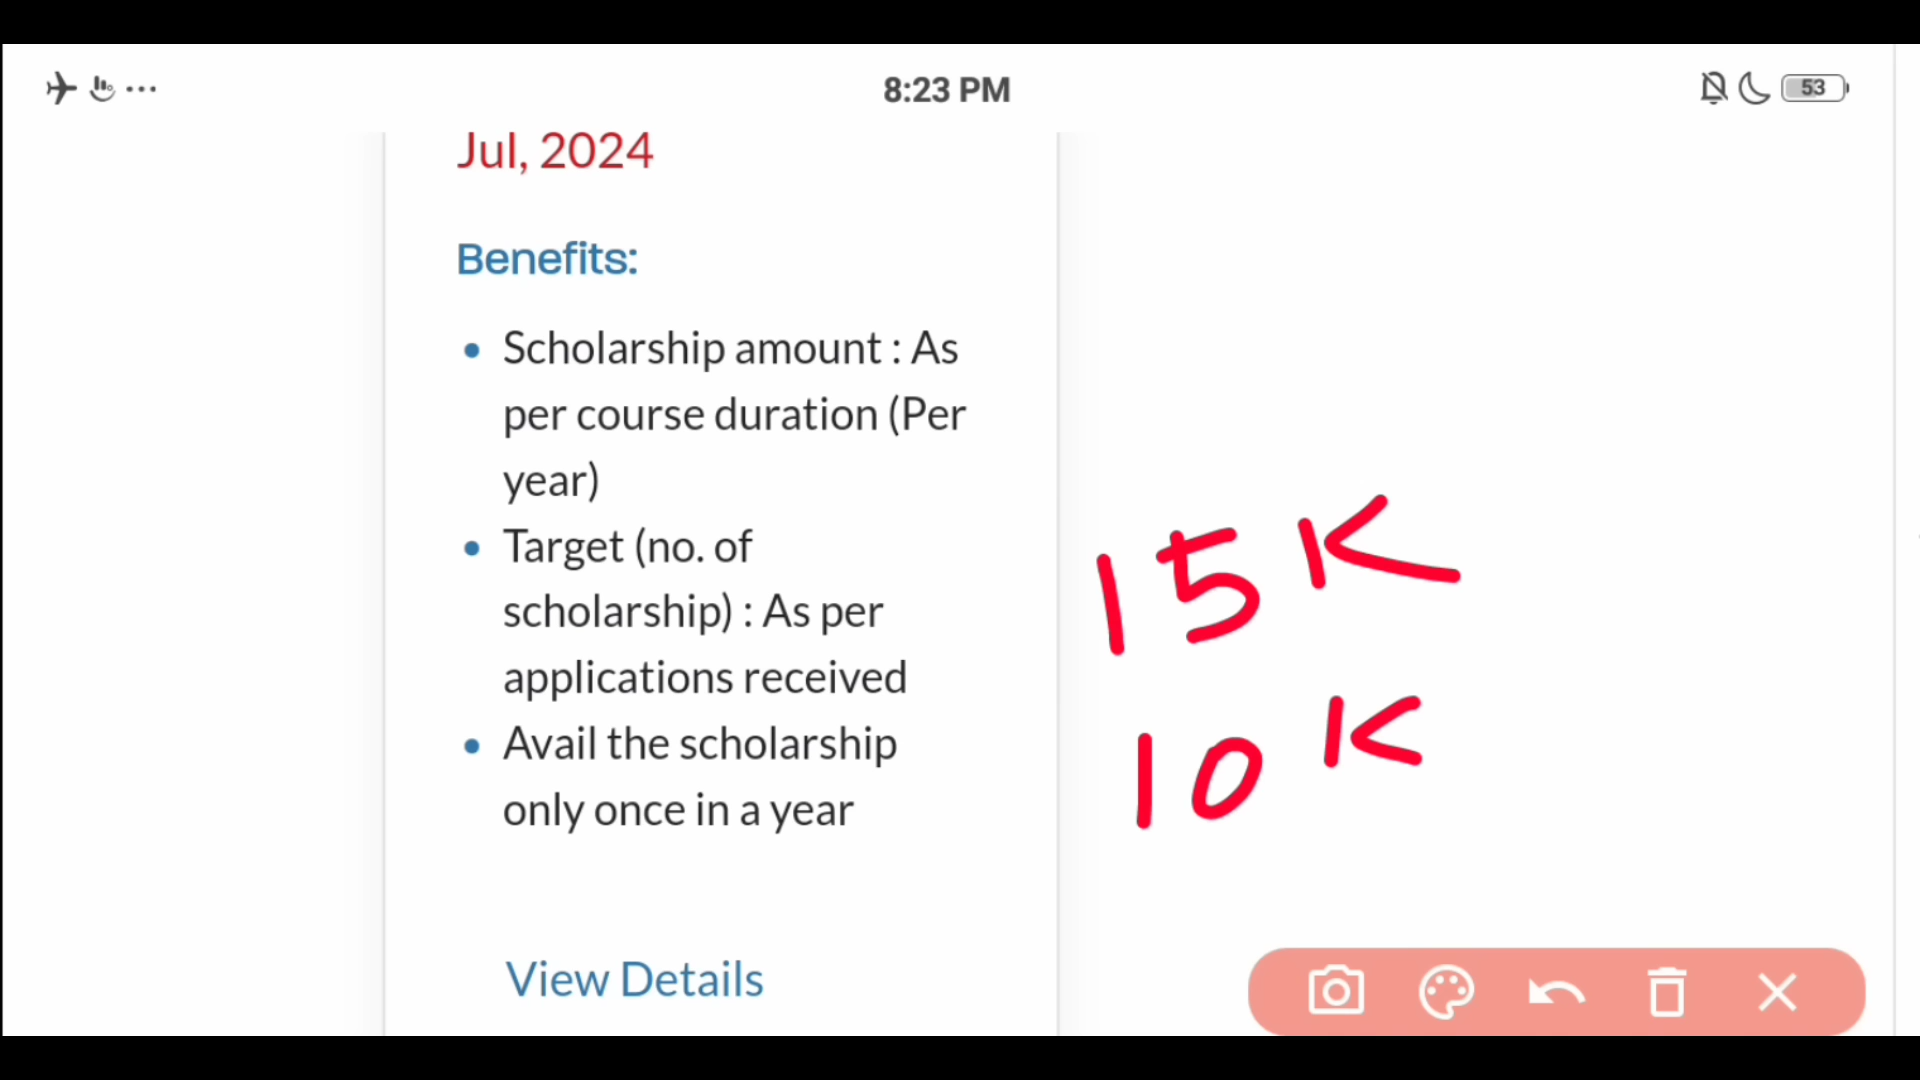 8:23 PM
53
Jul, 2024
Benefits:
Scholarship amount : As
per course duration (Per
year)
Target (no. of
scholarship) : As per
applications received
Avail the scholarship
only once in a year
15K
10K
View Details